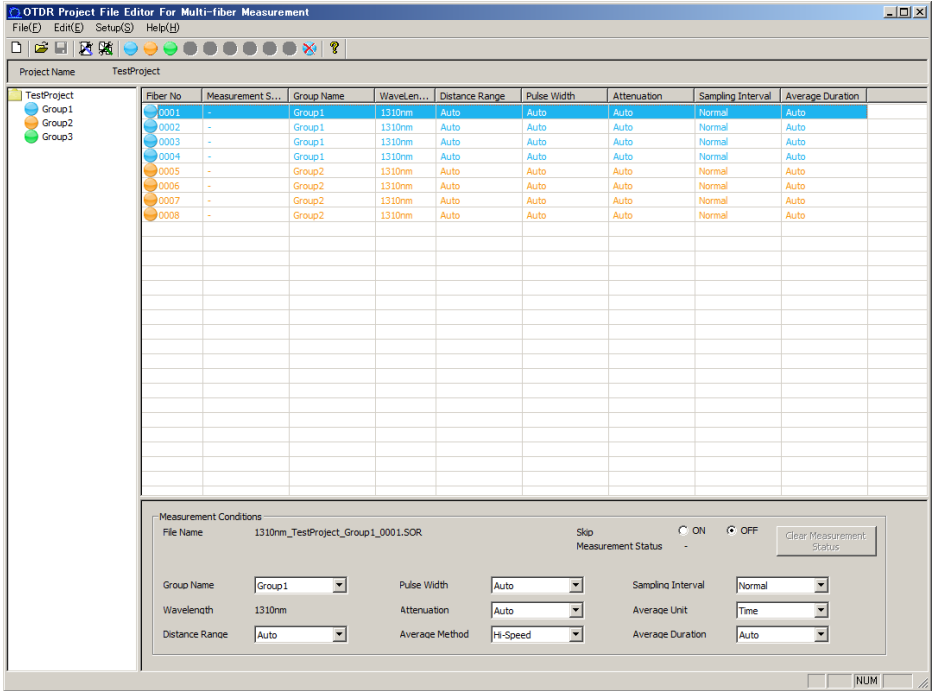 OTDR Project File Editor For Multi-fiber Measurement
File(F) Edit(E) Setup(S) Help(H)
Project Name TestProject
TestProject
Group1
Group2
Group3
Fiber No Measurement S... Group Name WaveLen... Distance Range Pulse Width Attenuation Sampling Interval Average Duration
0001 - Group1 1310nm Auto Auto Auto Normal Auto
0002 - Group1 1310nm Auto Auto Auto Normal Auto
0003 - Group1 1310nm Auto Auto Auto Normal Auto
0004 - Group1 1310nm Auto Auto Auto Normal Auto
0005 - Group2 1310nm Auto Auto Auto Normal Auto
0006 - Group2 1310nm Auto Auto Auto Normal Auto
0007 - Group2 1310nm Auto Auto Auto Normal Auto
0008 - Group2 1310nm Auto Auto Auto Normal Auto
Measurement Conditions
File Name 1310nm_TestProject_Group1_0001.SOR Skip ON OFF
Measurement Status -
Clear Measurement
Status
Group Name Group1 Pulse Width Auto Sampling Interval Normal
Wavelength 1310nm Attenuation Auto Average Unit Time
Distance Range Auto Average Method Hi-Speed Average Duration Auto
NUM